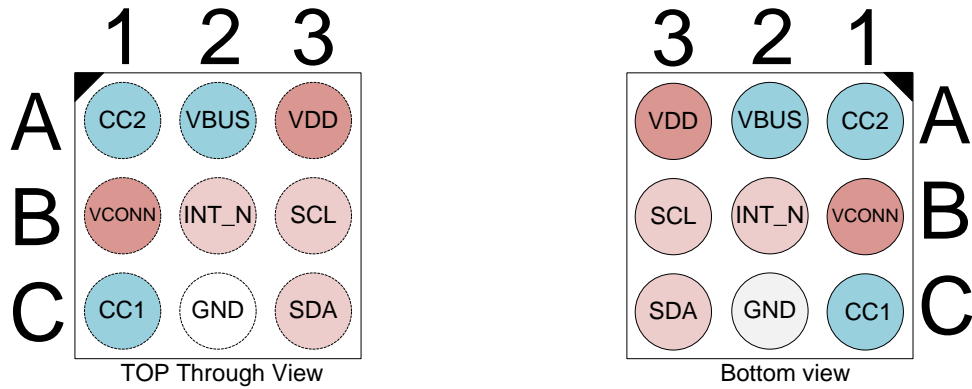 1 2 3
A CC2 VBUS VDD
B VCONN INT_N SCL
C CC1 GND SDA
TOP Through View
3 2 1
VDD VBUS CC2 A
SCL INT_N VCONN B
SDA GND CC1 C
Bottom view